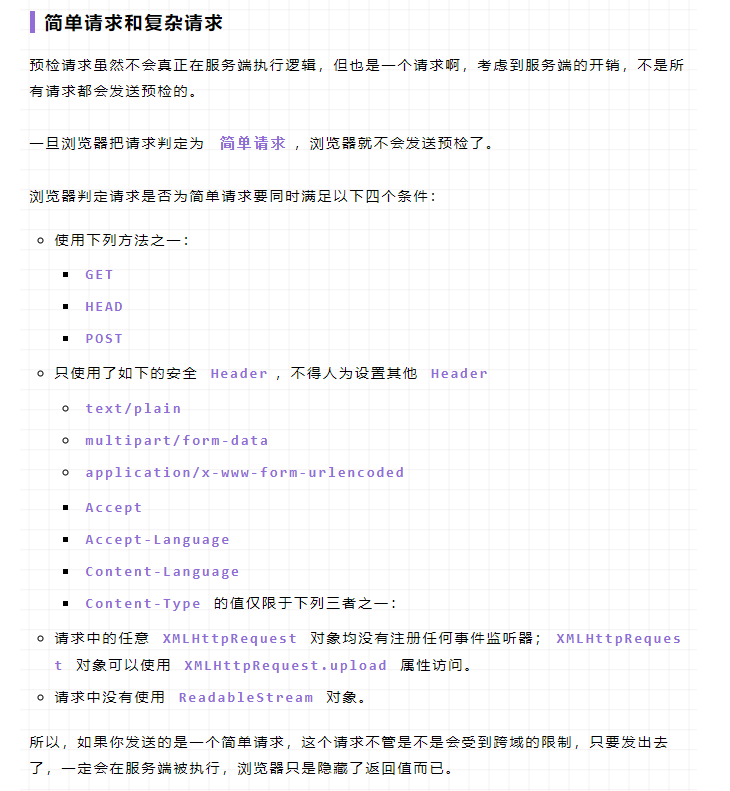 简单请求和复杂请求
预检请求虽然不会真正在服务端执行逻辑，但也是一个请求啊，考虑到服务端的开销，不是所
有请求都会发送预检的。
一旦浏览器把请求判定为 简单请求 ，浏览器就不会发送预检了。
浏览器判定请求是否为简单请求要同时满足以下四个条件：
使用下列方法之一：
GET
HEAD
POST
只使用了如下的安全 Header ，不得人为设置其他 Header
text/plain
multipart/form-data
application/x-www-form-urlencoded
Accept
Accept-Language
Content-Language
Content-Type 的值仅限于下列三者之一：
请求中的任意 XMLHttpRequest 对象均没有注册任何事件监听器； XMLHttpReques
t 对象可以使用 XMLHttpRequest.upload 属性访问。
请求中没有使用 ReadableStream 对象。
所以，如果你发送的是一个简单请求，这个请求不管是不是会受到跨域的限制，只要发出去
了，一定会在服务端被执行，浏览器只是隐藏了返回值而已。